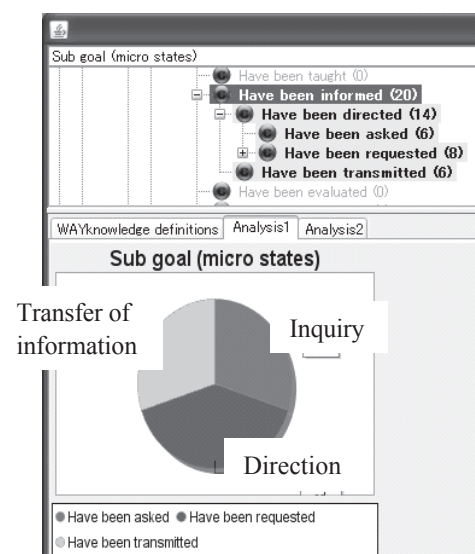 Sub goal (micro states)
Have been taught (0)
Have been informed (20)
Have been directed (14)
Have been asked (6)
Have been requested (8)
Have been transmitted (6)
Have been evaluated (0)
WAYknowledge definitions Analysis1 Analysis2
Sub goal (micro states)
Transfer of
information
Inquiry
Direction
Have been asked Have been requested
Have been transmitted